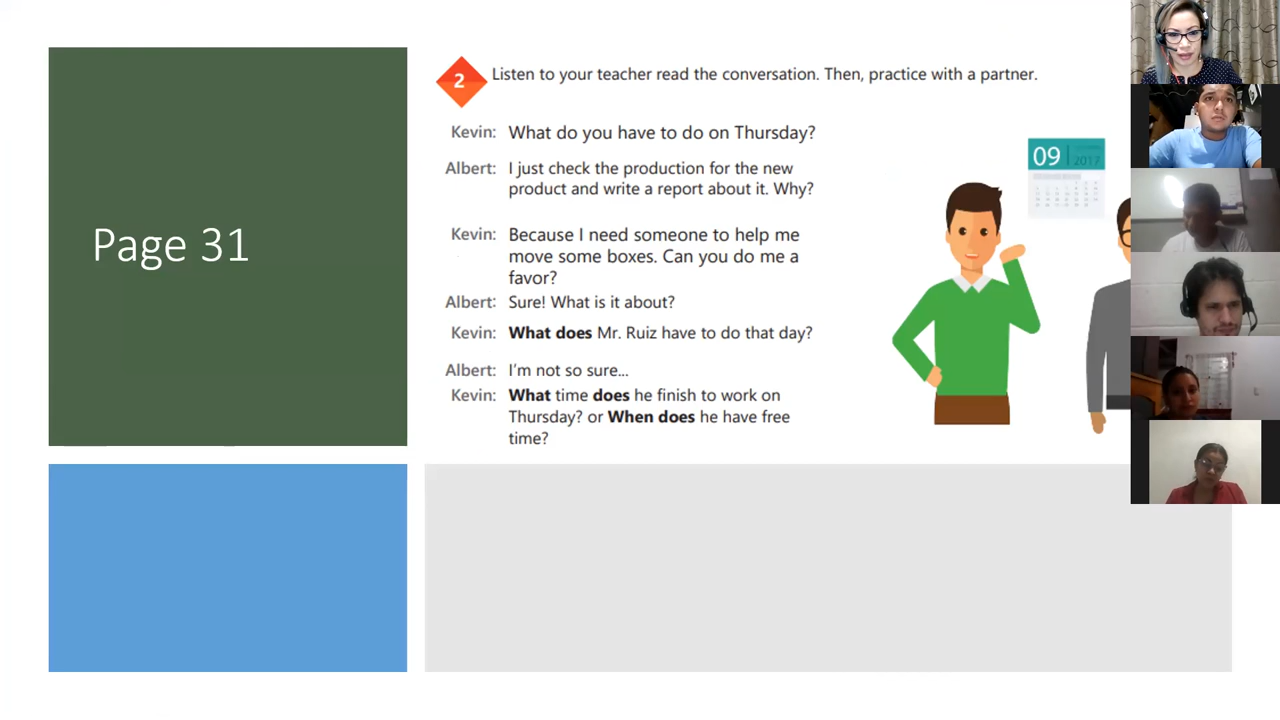 Page 31
2
Listen to your teacher read the conversation. Then, practice with a partner.
Kevin: What do you have to do on Thursday?
Albert: I just check the production for the new
product and write a report about it. Why?
Kevin: Because I need someone to help me
move some boxes. Can you do me a
favor?
Albert: Sure! What is it about?
Kevin: What does Mr. Ruiz have to do that day?
Albert: I'm not so sure...
Kevin: What time does he finish to work on
Thursday? or When does he have free
time?
09
2017